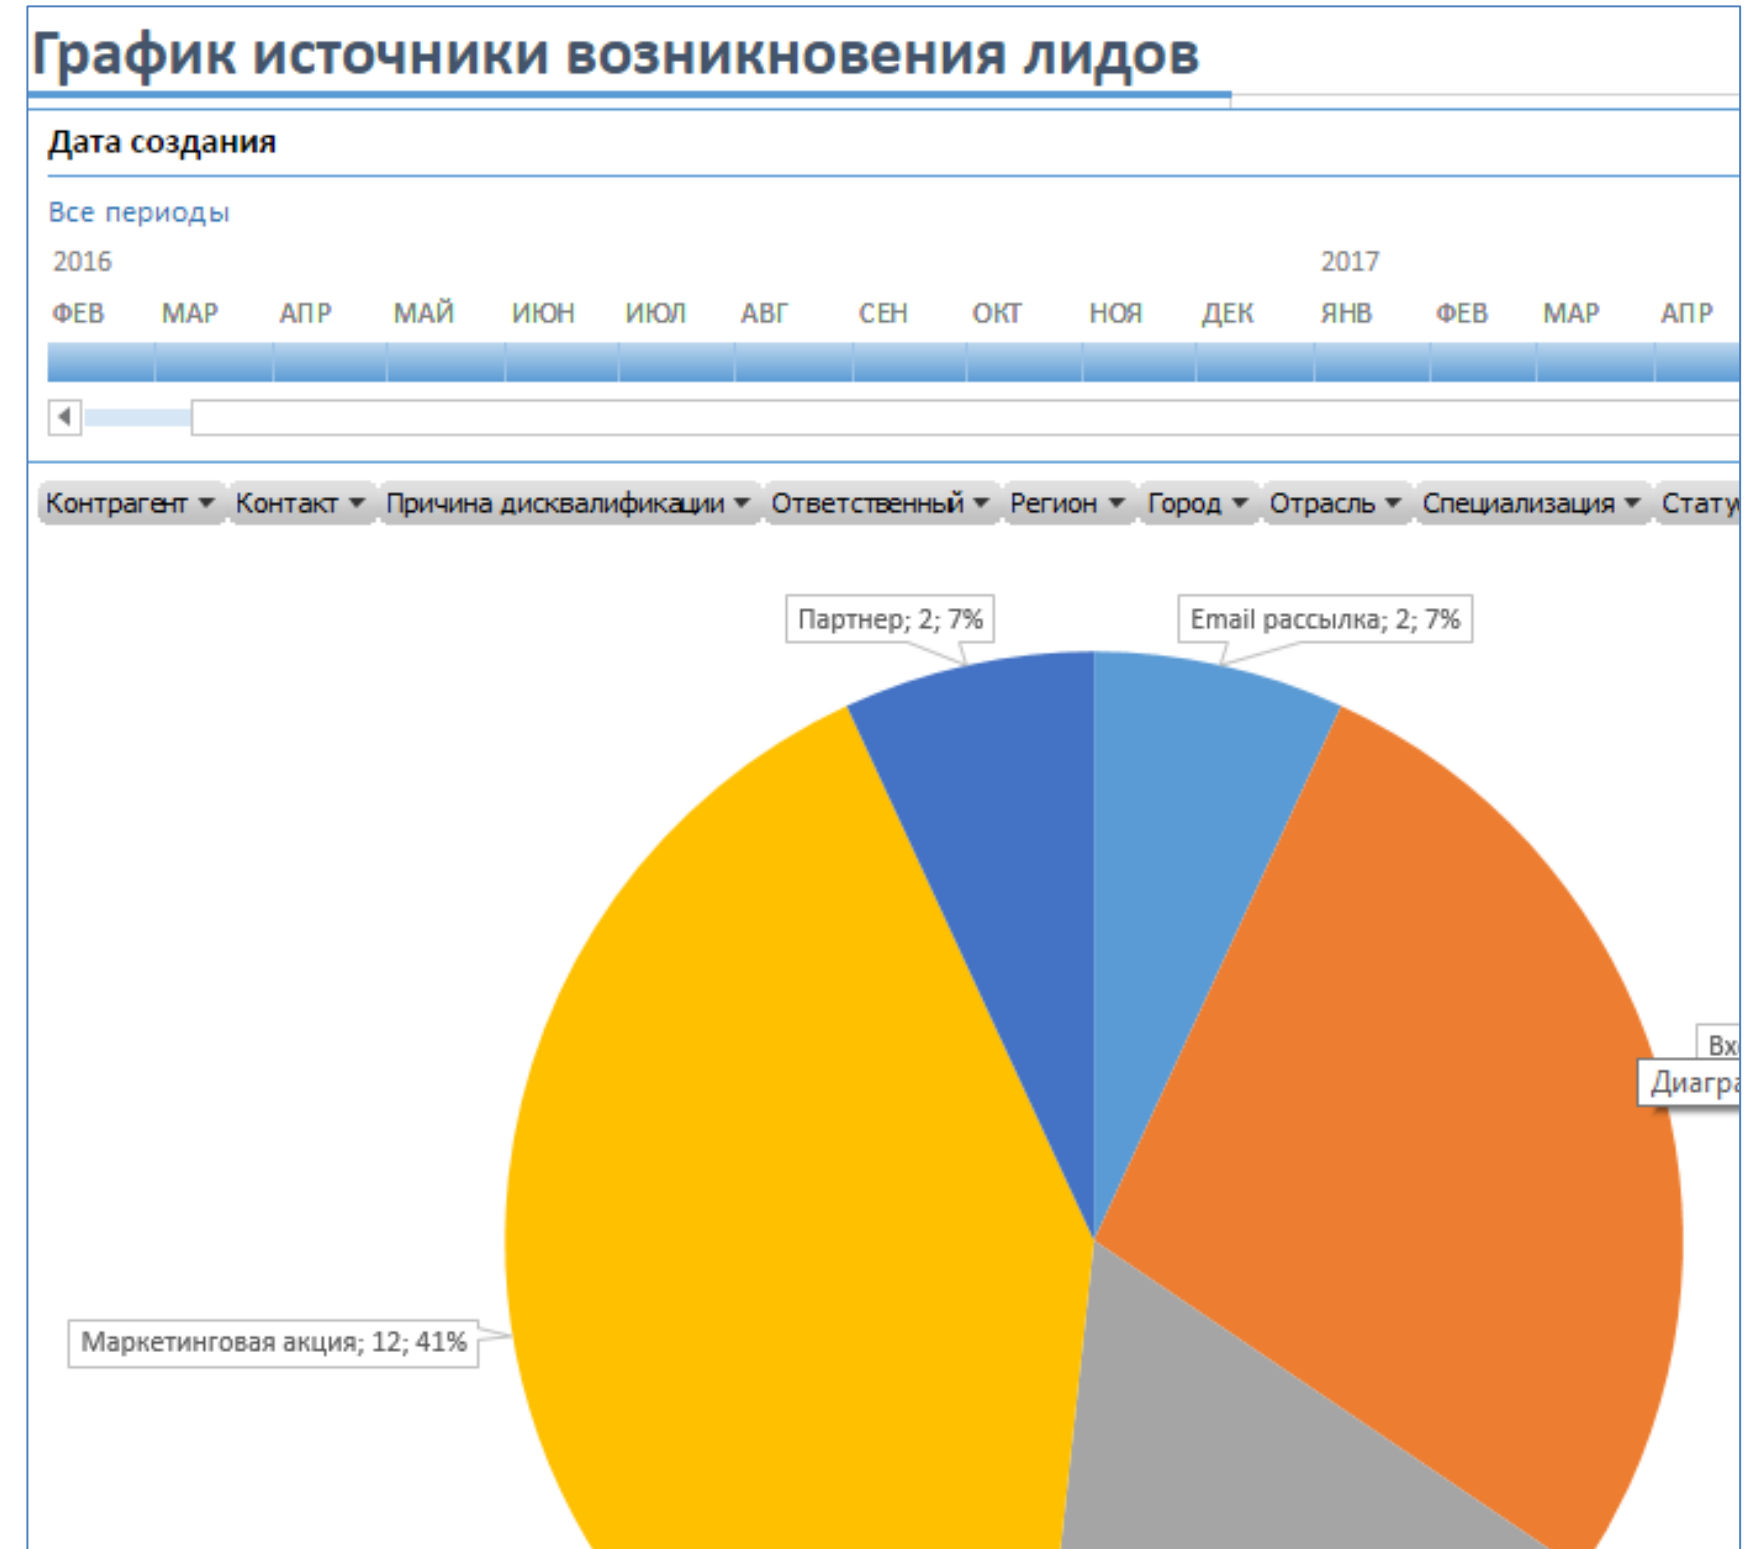 График источники возникновения лидов
Дата создания
Все периоды
2016 2017
ФЕВ МАР АПР МАЙ ИЮН ИЮЛ АВГ СЕН ОКТ НОЯ ДЕК ЯНВ ФЕВ МАР АПР
Контрагент Контакт Причина дисквалификации Ответственный Регион Город Отрасль Специализация
Партнер; 2; 7% Email рассылка; 2; 7%
Маркетинговая акция; 12; 41%